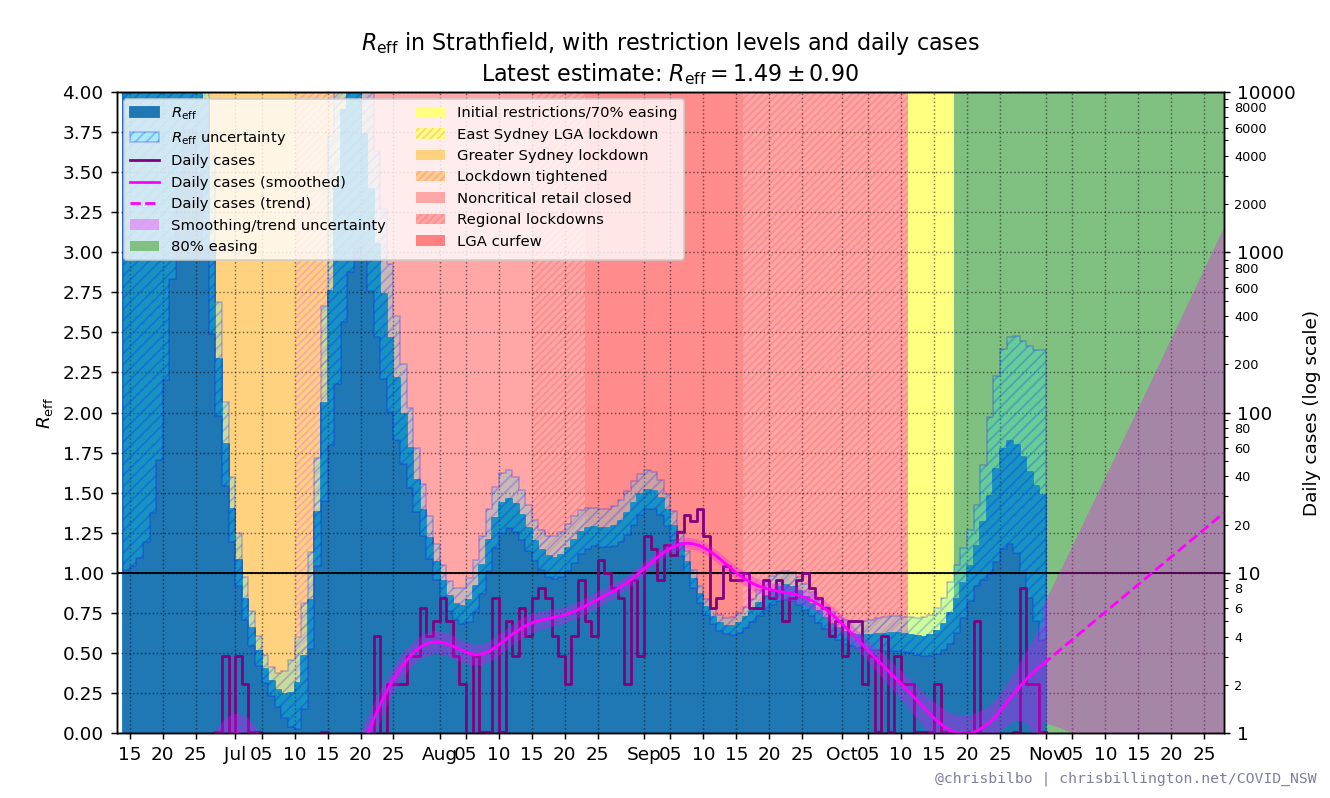 Reff in Strathfield, with restriction levels and daily cases
Latest estimate: Reff = 1.49 ± 0.90
Reff
Reff uncertainty
Daily cases
Daily cases (smoothed)
Daily cases (trend)
Smoothing/trend uncertainty
80% easing
Initial restrictions/70% easing
East Sydney LGA lockdown
Greater Sydney lockdown
Lockdown tightened
Noncritical retail closed
Regional lockdowns
LGA curfew
Reff
4.00
3.75
3.50
3.25
3.00
2.75
2.50
2.25
2.00
1.75
1.50
1.25
1.00
0.75
0.50
0.25
0.00
10000
8000
6000
4000
2000
1000
800
600
400
200
100
80
60
40
20
10
8
6
4
2
1
Daily cases (log scale)
15 20 25 Jul 05 10 15 20 25 Aug 05 10 15 20 25 Sep 05 10 15 20 25 Oct 05 10 15 20 25 Nov 05 10 15 20 25
@chrisbilbo | chrisbillington.net/COVID_NSW